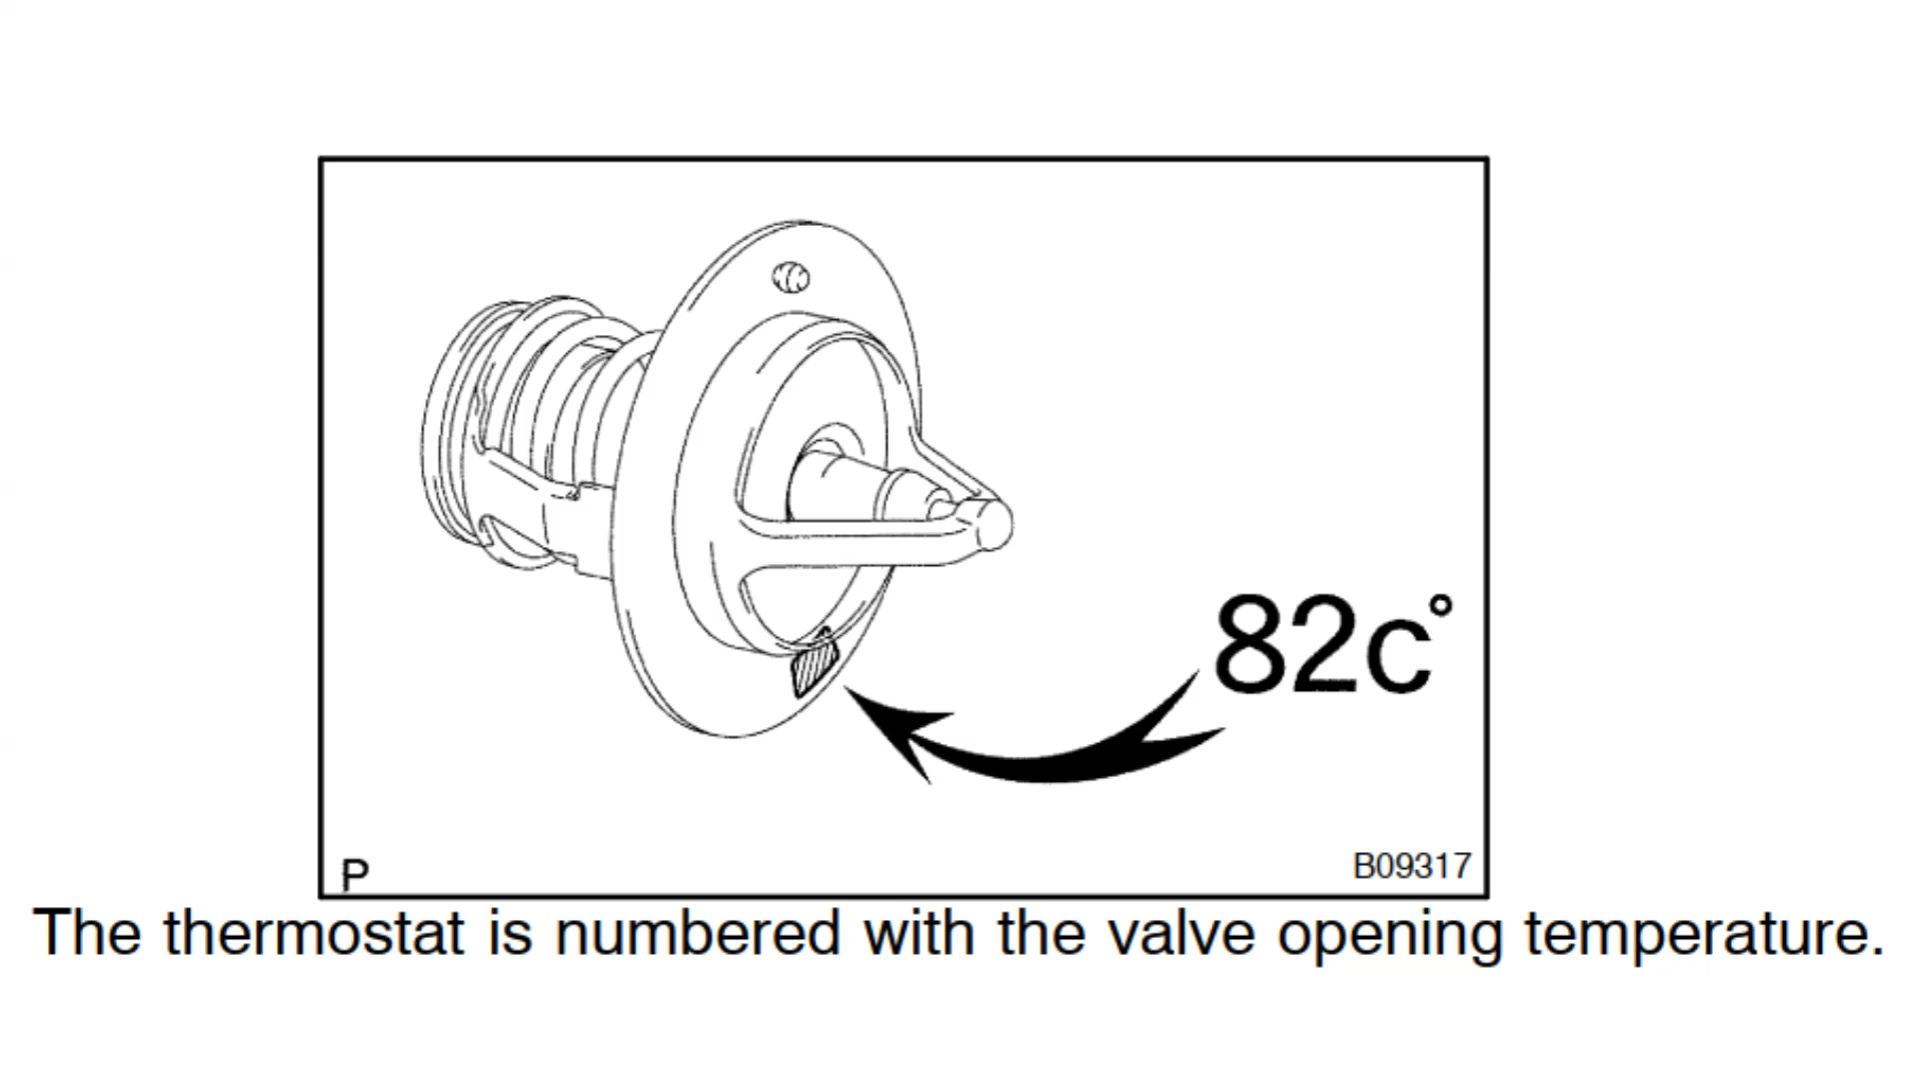 82c°
P
B09317
The thermostat is numbered with the valve opening temperature.